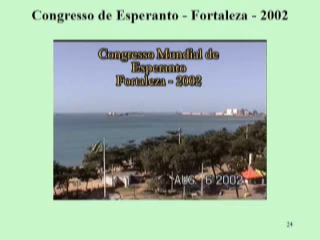 Congresso de Esperanto - Fortaleza - 2002
Congresso Mundial de
Esperanto
Fortaleza - 2002
AUG. 6 2002
24